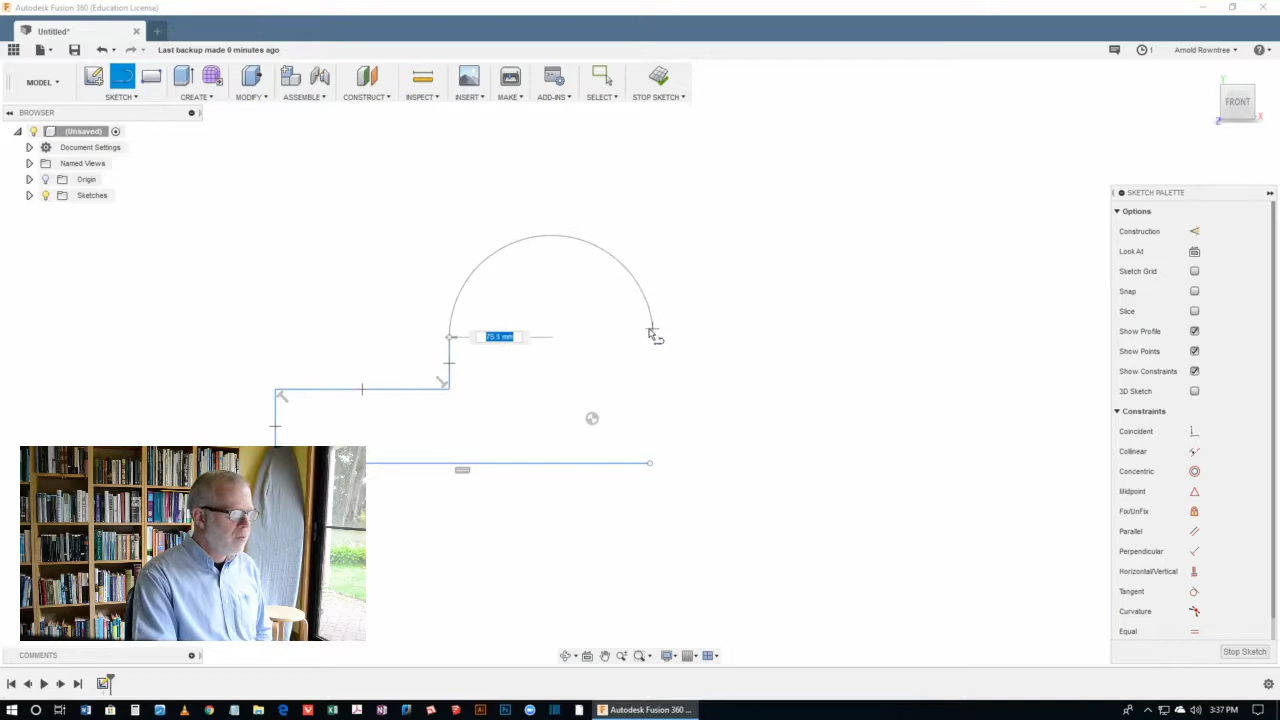 Autodesk Fusion 360 (Education License)
Untitled*
Last backup made 0 minutes ago
1
Arnold Rowntree
MODEL
SKETCH
CREATE
MODIFY
ASSEMBLE
CONSTRUCT
INSPECT
INSERT
MAKE
ADD-INS
SELECT
STOP SKETCH
BROWSER
(Unsaved)
Document Settings
Named Views
Origin
Sketches
Y
FRONT
X
Z
75.3 mm
SKETCH PALETTE
Options
Construction
Look At
Sketch Grid
Snap
Slice
Show Profile
Show Points
Show Constraints
3D Sketch
Constraints
Coincident
Collinear
Concentric
Midpoint
Fix/UnFix
Parallel
Perpendicular
Horizontal/Vertical
Tangent
Curvature
Equal
Stop Sketch
COMMENTS
Autodesk Fusion 360 ...
3:37 PM